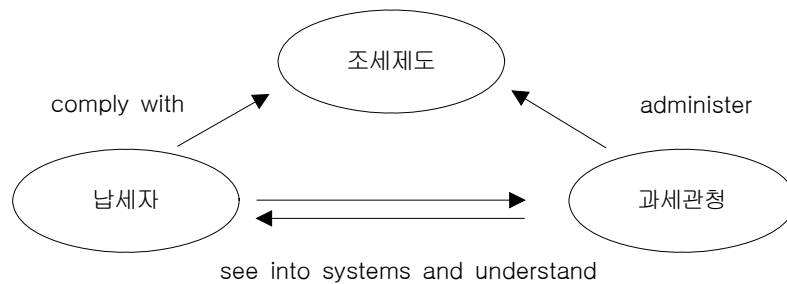 조세제도
comply with
administer
납세자
과세관청
see into systems and understand